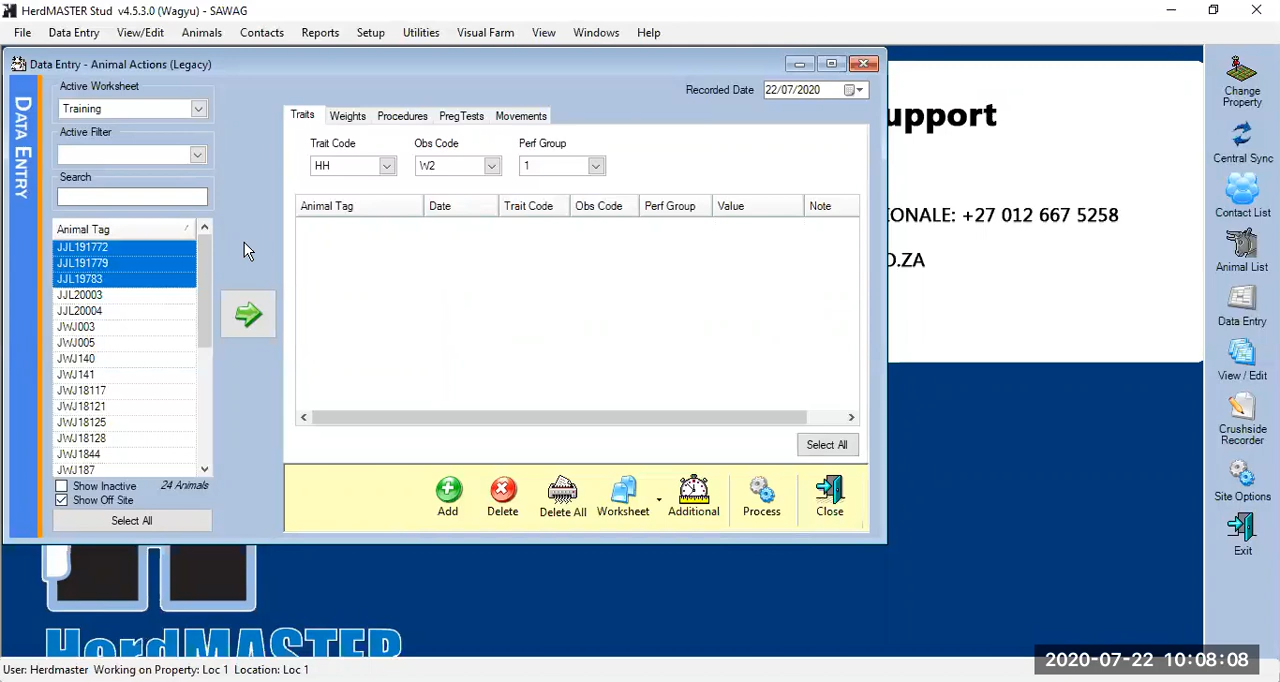 HerdMASTER Stud v4.5.3.0 (Wagyu) - SAWAG
File Data Entry View/Edit Animals Contacts Reports Setup Utilities Visual Farm View Windows Help
Data Entry - Animal Actions (Legacy)
DATA ENTRY
Active Worksheet
Training
Active Filter
Search
Animal Tag
JJL191772
JJL191779
JJL19783
JJL20003
JJL20004
JWJ003
JWJ005
JWJ140
JWJ141
JWJ18117
JWJ18121
JWJ18125
JWJ18128
JWJ1844
JWJ187
Show Inactive 24 Animals
Show Off Site
Select All
Recorded Date 22/07/2020
Traits Weights Procedures PregTests Movements
Trait Code Obs Code Perf Group
HH W2 1
Animal Tag Date Trait Code Obs Code Perf Group Value Note
Select All
Add Delete Delete All Worksheet Additional Process Close
upport
ONALE: +27 012 667 5258
O.ZA
Change
Property
Central Sync
Contact List
Animal List
Data Entry
View / Edit
Crushside
Recorder
Site Options
Exit
HerdMASTER
User: Herdmaster Working on Property: Loc 1 Location: Loc 1
2020-07-22 10:08:08